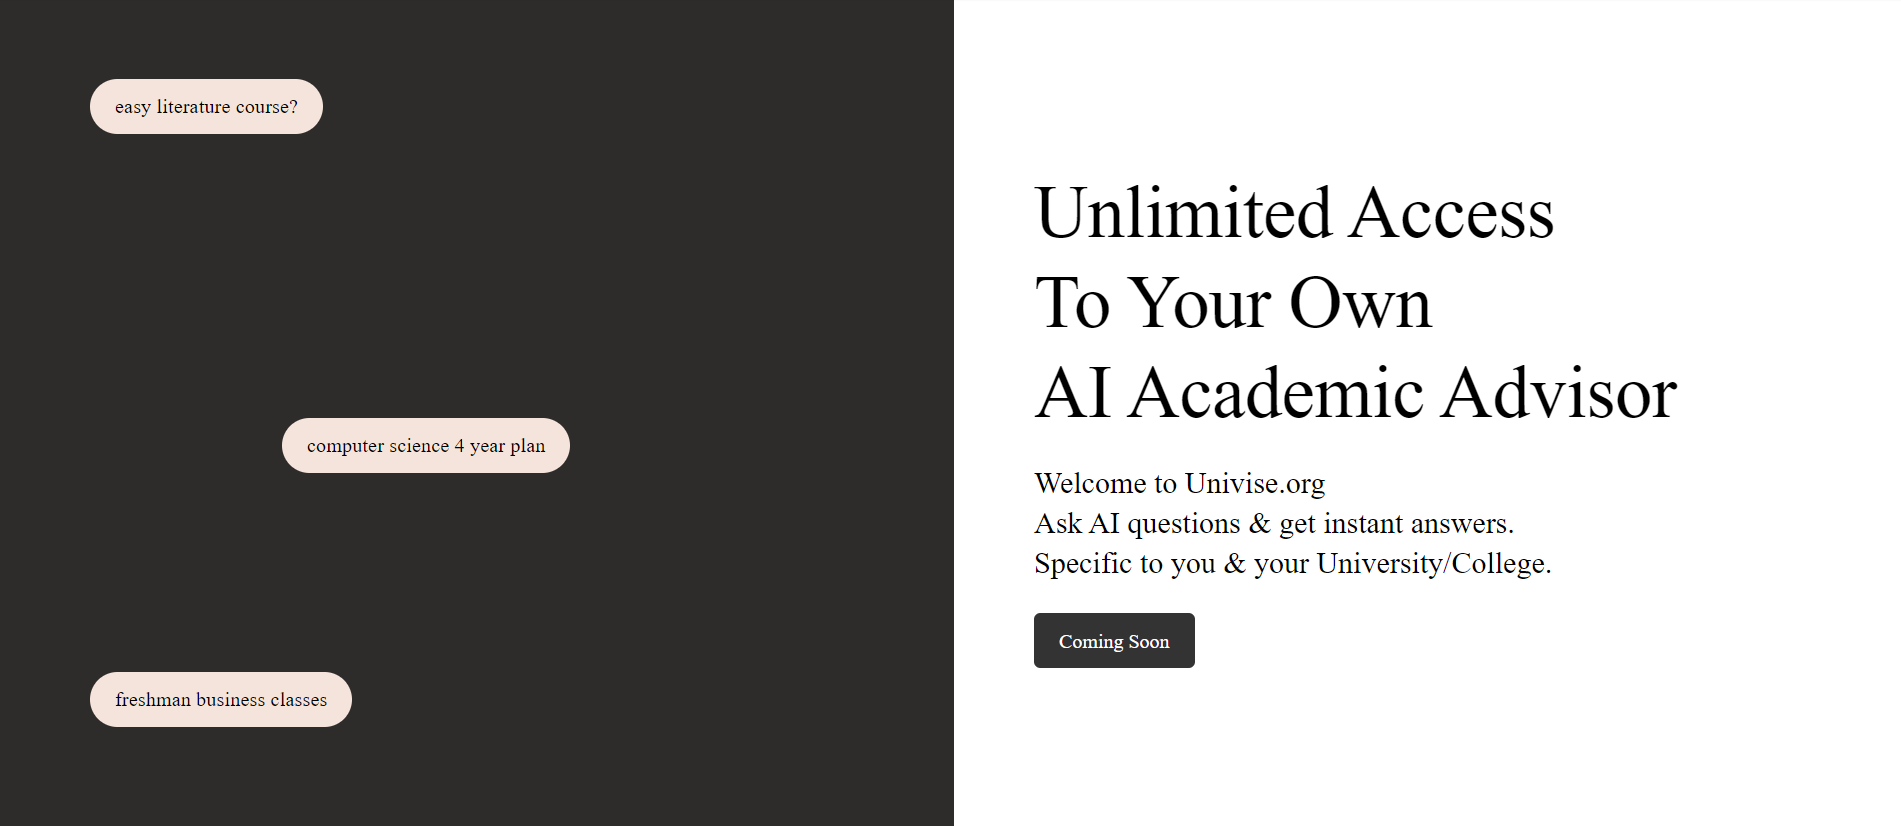 easy literature course?
computer science 4 year plan
freshman business classes
Unlimited Access
To Your Own
AI Academic Advisor
Welcome to Univise.org
Ask AI questions & get instant answers.
Specific to you & your University/College.
Coming Soon